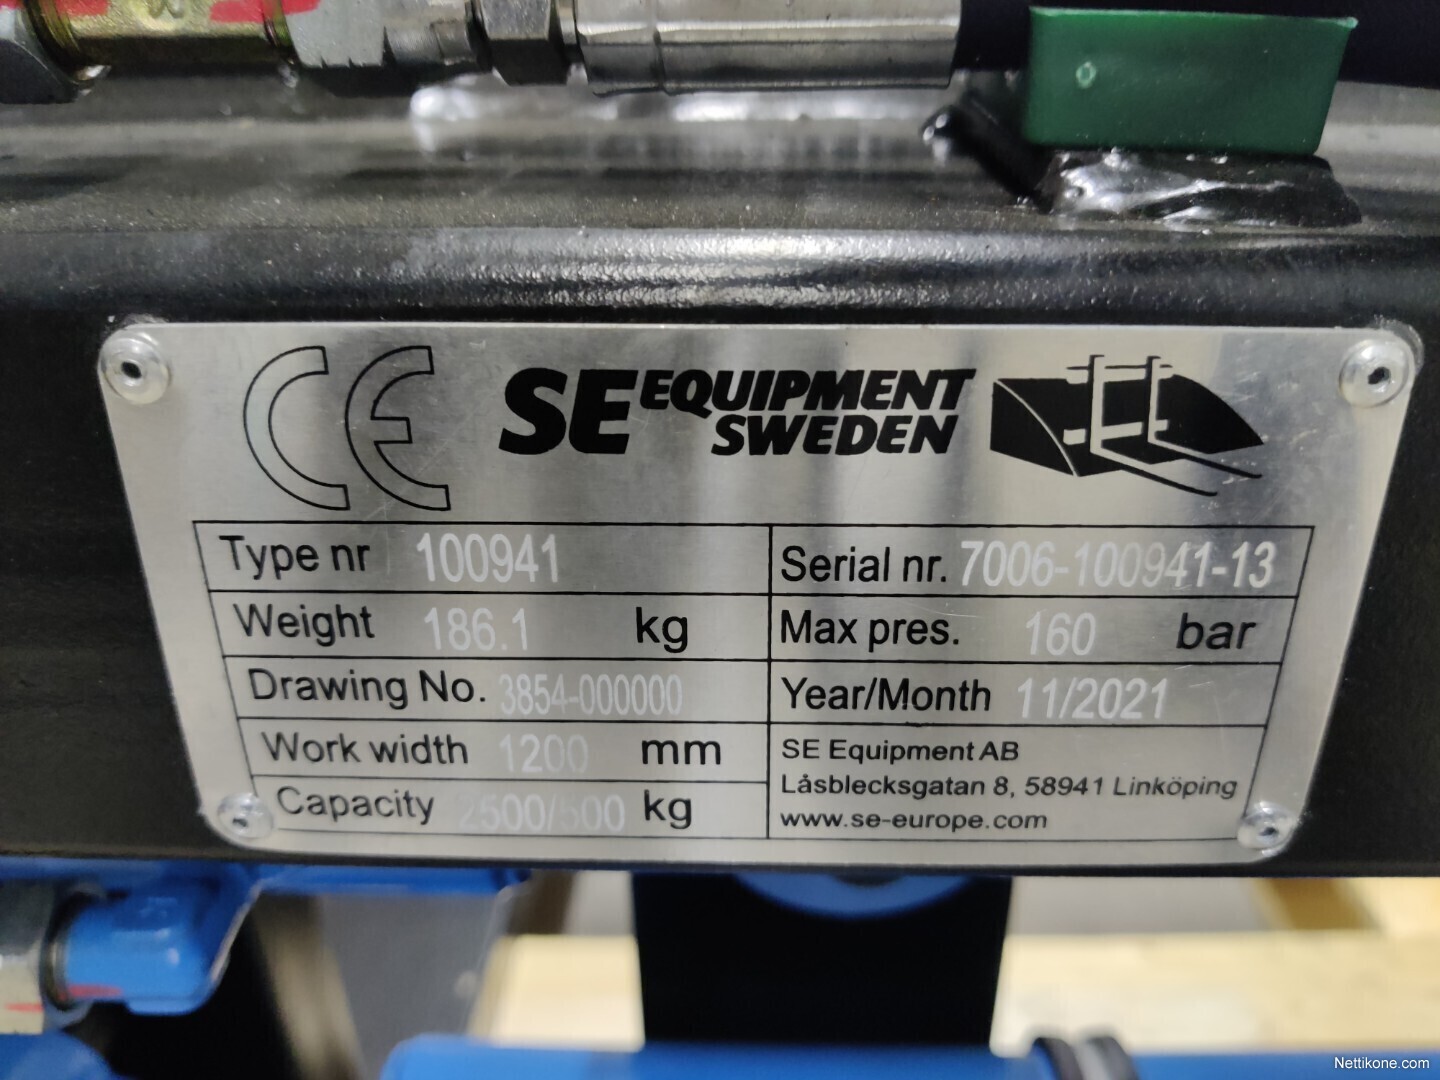 CE
SE EQUIPMENT
SWEDEN
Type nr 100941
Serial nr. 7006-100941-13
Weight 186.1 kg
Max pres. 160 bar
Drawing No. 3854-000000
Year/Month 11/2021
Work width 1200 mm
Capacity 2500/500 kg
SE Equipment AB
Låsblecksgatan 8, 58941 Linköping
www.se-europe.com
Nettikone.com